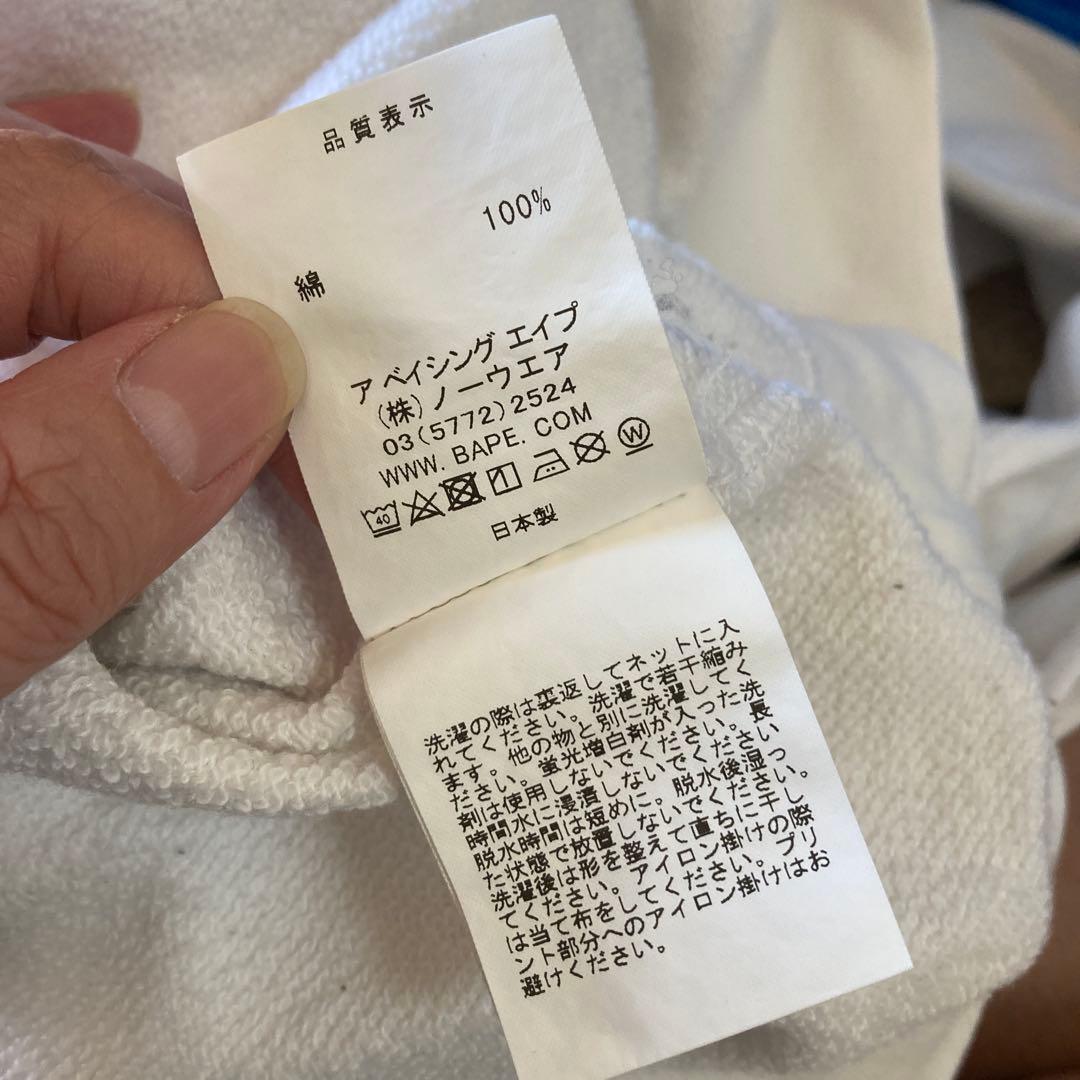 品質表示
100%
綿
ア ベイシング エイプ
(株)ノーウエア
03(5772)2524
WWW. BAPE. COM
40 W
日本製
洗濯の際は裏返してネットに入
れてください。洗濯で若干縮み
ます。他の物と別に洗濯してく
ださい。蛍光増白剤が入った洗
剤は使用しないでください。長
時間水に浸漬しないでください
脱水時間は短めに。脱水後湿っ
た状態で放置しないでください。
洗濯後は形を整えて直ちに干し
てください。アイロン掛けの際
は当て布をしてください。プリ
ント部分へのアイロン掛けはお
避けください。